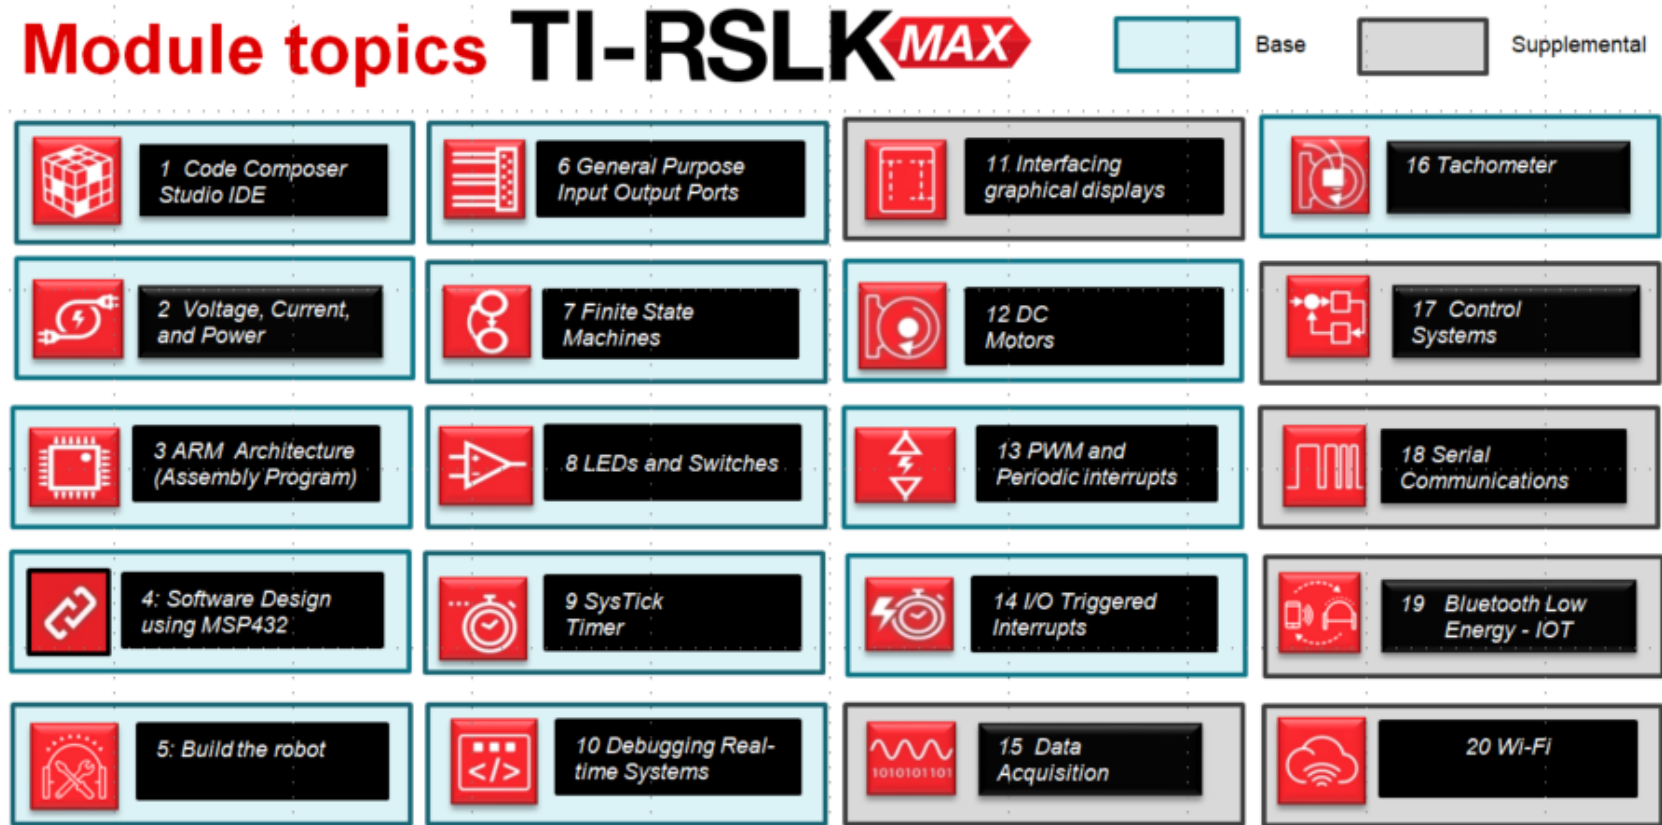 Module topics TI-RSLK MAX
Base
Supplemental
1 Code Composer
Studio IDE
2 Voltage, Current,
and Power
3 ARM Architecture
(Assembly Program)
4: Software Design
using MSP432
5: Build the robot
6 General Purpose
Input Output Ports
7 Finite State
Machines
8 LEDs and Switches
9 SysTick
Timer
10 Debugging Real-
time Systems
</>
11 Interfacing
graphical displays
12 DC
Motors
13 PWM and
Periodic interrupts
14 I/O Triggered
Interrupts
15 Data
Acquisition
1010101101
16 Tachometer
17 Control
Systems
18 Serial
Communications
19 Bluetooth Low
Energy - IOT
20 Wi-Fi